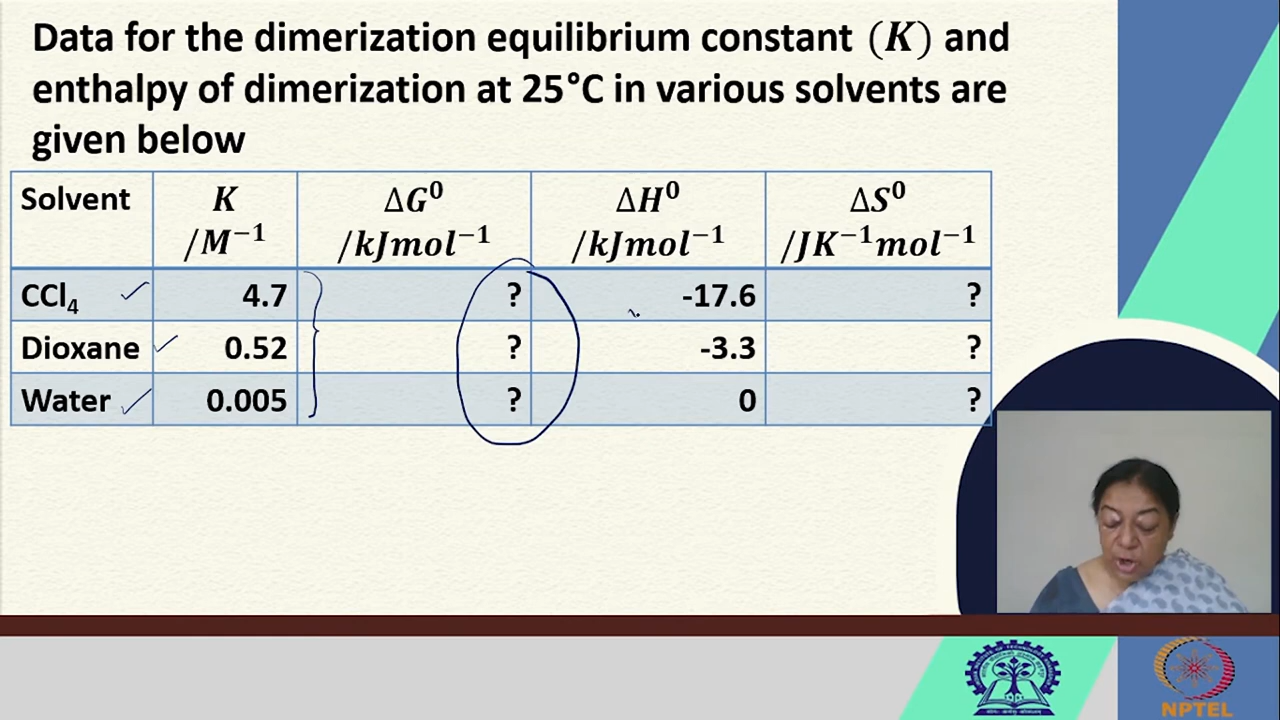 Data for the dimerization equilibrium constant (K) and
enthalpy of dimerization at 25°C in various solvents are
given below
Solvent K /M⁻¹ ΔG⁰ /kJmol⁻¹ ΔH⁰ /kJmol⁻¹ ΔS⁰ /JK⁻¹mol⁻¹
CCl₄ 4.7 ? -17.6 ?
Dioxane 0.52 ? -3.3 ?
Water 0.005 ? 0 ?
NPTEL